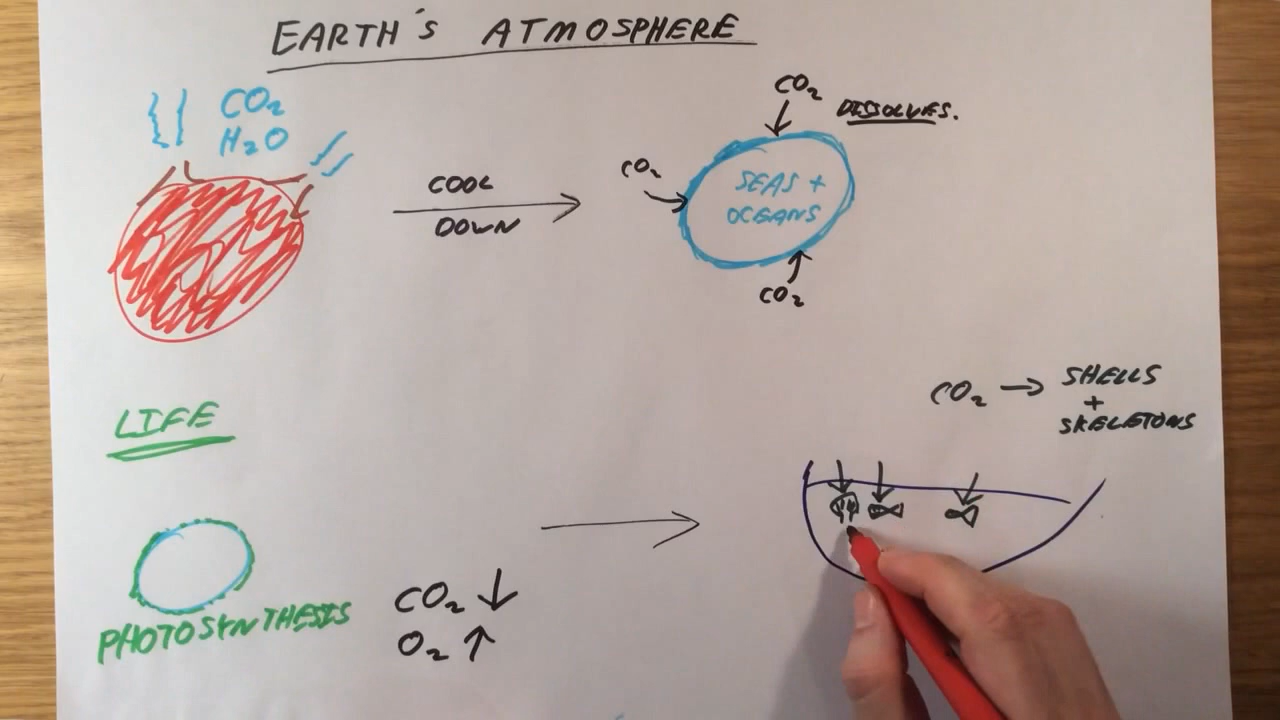 EARTH'S ATMOSPHERE
CO₂
H₂O
COOL
DOWN
CO₂
DISSOLVES.
CO₂
SEAS +
OCEANS
CO₂
LIFE
CO₂ → SHELLS
+
SKELETONS
PHOTOSYNTHESIS
CO₂ ↓
O₂ ↑